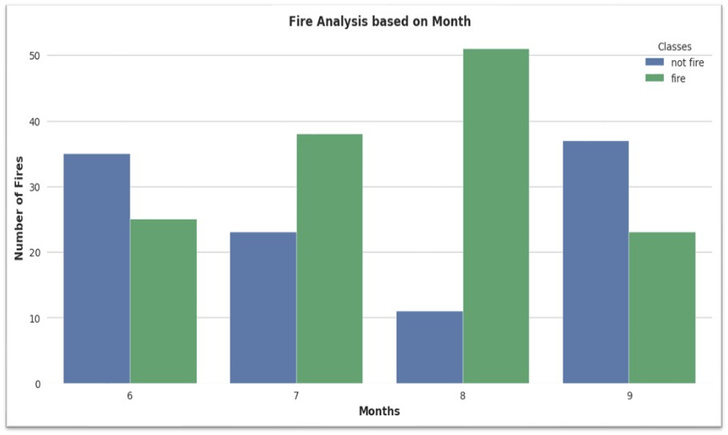 Fire Analysis based on Month
Classes
not fire
fire
Number of Fires
50
40
30
20
10
0
6 7 8 9
Months